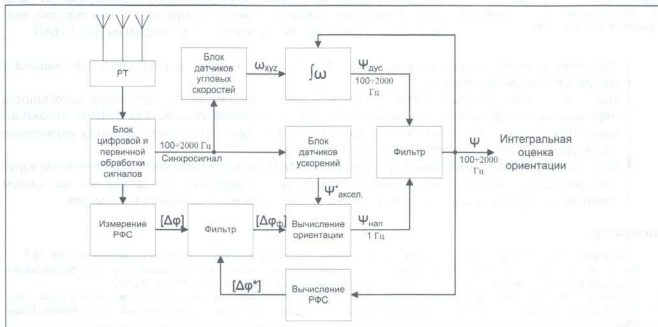 РТ
Блок
цифровой и
первичной
обработки
сигналов
Измерение
РФС
[Δφ]
Фильтр
[Δφф]
Блок
датчиков
угловых
скоростей
ωxyz
∫ω
Ψдус
100÷2000
Гц
100÷2000 Гц
Синхросигнал
Блок
датчиков
ускорений
Ψ*аксел.
Вычисление
ориентации
Ψнап
1 Гц
Фильтр
Ψ
100÷2000
Гц
Интегральная
оценка
ориентации
Вычисление
РФС
[Δφ*]